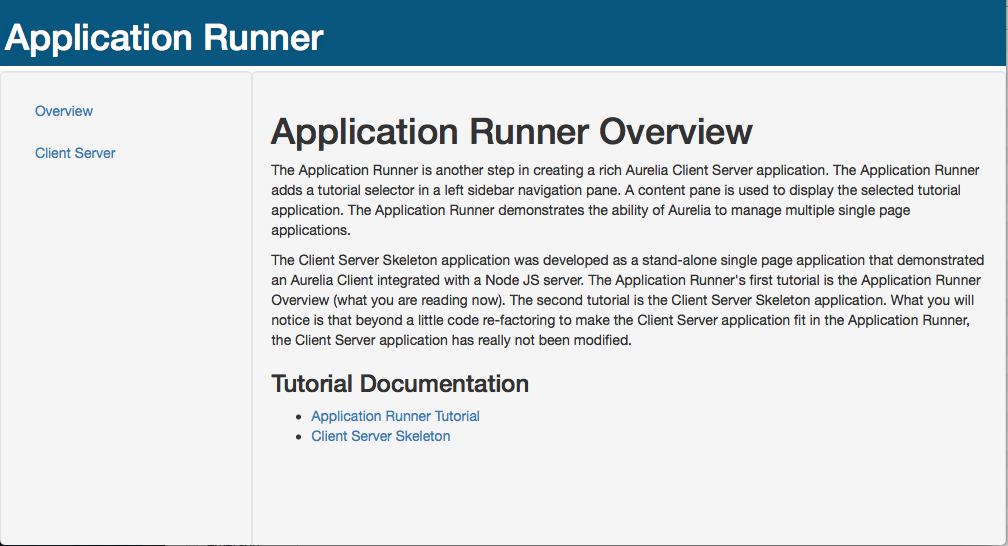 Application Runner
Overview
Client Server
Application Runner Overview
The Application Runner is another step in creating a rich Aurelia Client Server application. The Application Runner
adds a tutorial selector in a left sidebar navigation pane. A content pane is used to display the selected tutorial
application. The Application Runner demonstrates the ability of Aurelia to manage multiple single page
applications.
The Client Server Skeleton application was developed as a stand-alone single page application that demonstrated
an Aurelia Client integrated with a Node JS server. The Application Runner's first tutorial is the Application Runner
Overview (what you are reading now). The second tutorial is the Client Server Skeleton application. What you will
notice is that beyond a little code re-factoring to make the Client Server application fit in the Application Runner,
the Client Server application has really not been modified.
Tutorial Documentation
• Application Runner Tutorial
• Client Server Skeleton